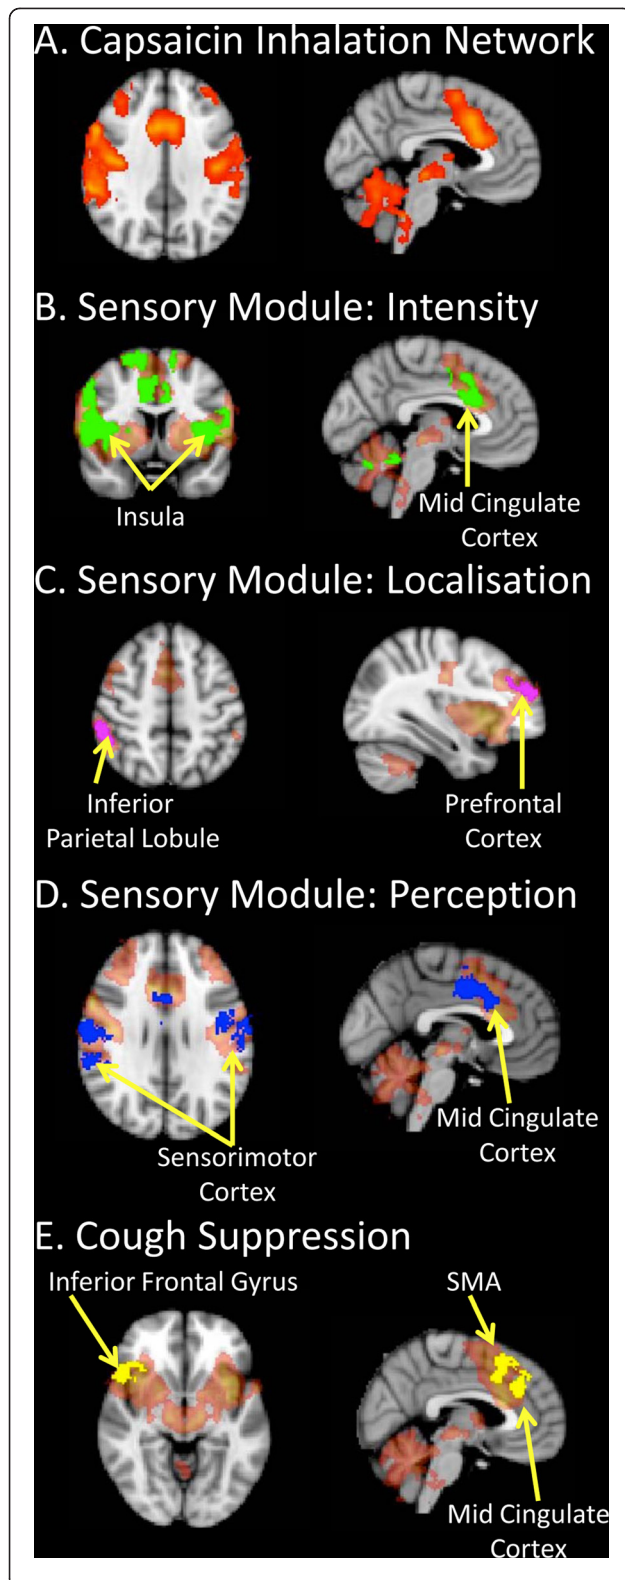 A. Capsaicin Inhalation Network
B. Sensory Module: Intensity
Insula
Mid Cingulate
Cortex
C. Sensory Module: Localisation
Inferior
Parietal Lobule
Prefrontal
Cortex
D. Sensory Module: Perception
Sensorimotor
Cortex
Mid Cingulate
Cortex
E. Cough Suppression
Inferior Frontal Gyrus
SMA
Mid Cingulate
Cortex